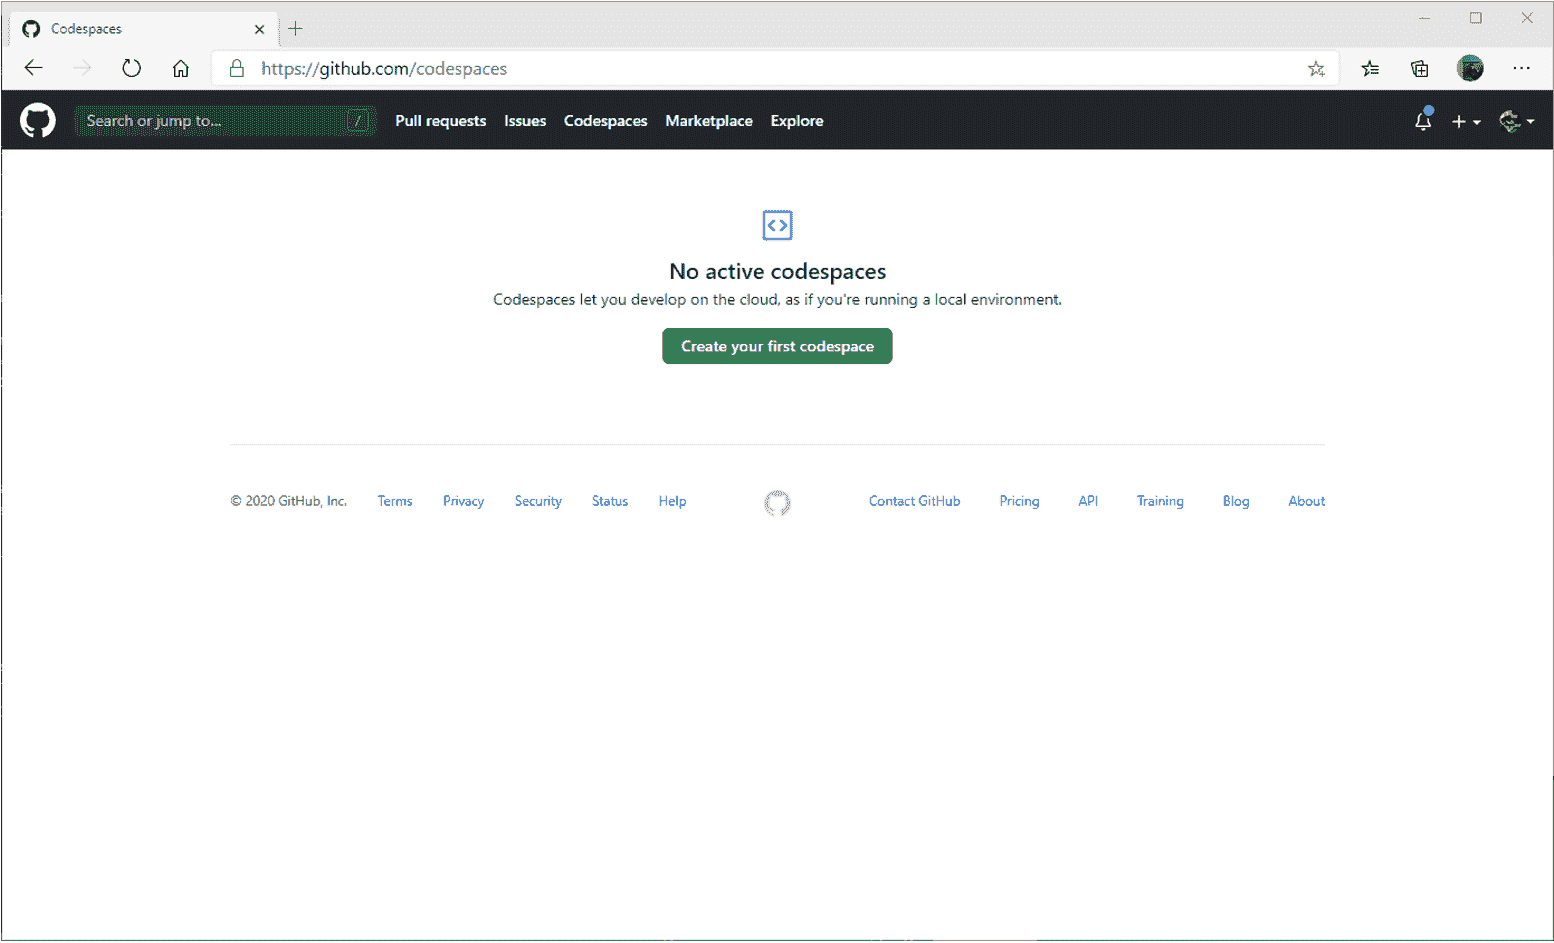 Codespaces
https://github.com/codespaces
Search or jump to... / Pull requests Issues Codespaces Marketplace Explore
No active codespaces
Codespaces let you develop on the cloud, as if you're running a local environment.
Create your first codespace
© 2020 GitHub, Inc. Terms Privacy Security Status Help Contact GitHub Pricing API Training Blog About